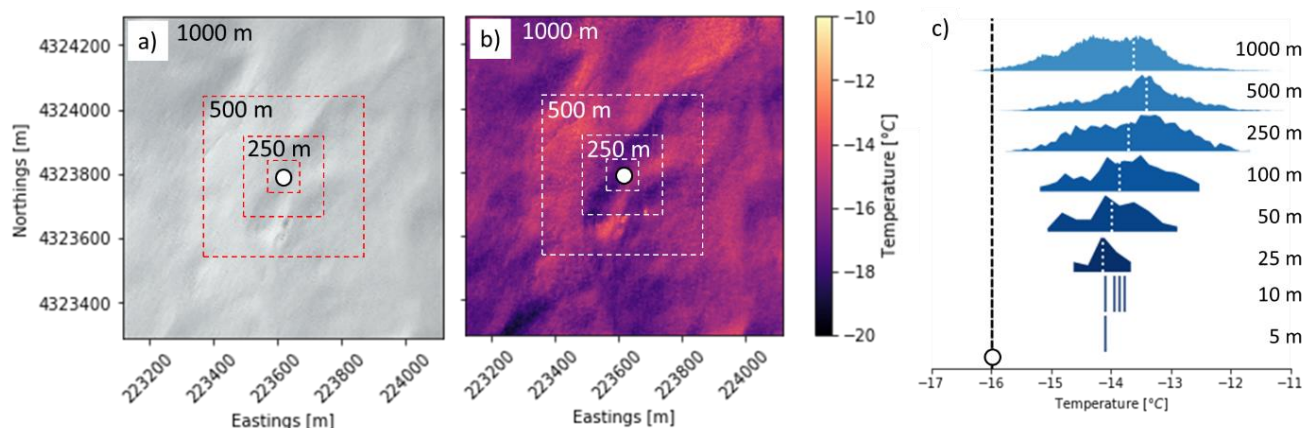 a)
1000 m
500 m
250 m
4324200
4324000
4323800
4323600
4323400
Northings [m]
223200
223400
223600
223800
224000
Eastings [m]
b)
1000 m
500 m
250 m
223200
223400
223600
223800
224000
Eastings [m]
−10
−12
−14
−16
−18
−20
Temperature [°C]
c)
1000 m
500 m
250 m
100 m
50 m
25 m
10 m
5 m
−17
−16
−15
−14
−13
−12
−11
Temperature [°C]